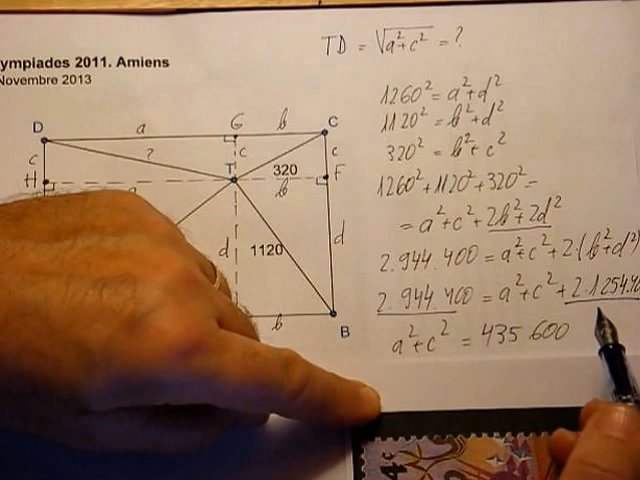 TD = √a²+c² = ?
lympiades 2011. Amiens
Novembre 2013
1260² = a²+d²
1120² = b²+d²
320² = b²+c²
1260²+1120²+320² =
= a²+c²+2b²+2d²
2.944.400 = a²+c²+2·(b²+d²)
2.944.400 = a²+c²+2·1254.40
a²+c² = 435.600
D a G b C
c ? c c
H T 320 F
b
d 1120 d
b B